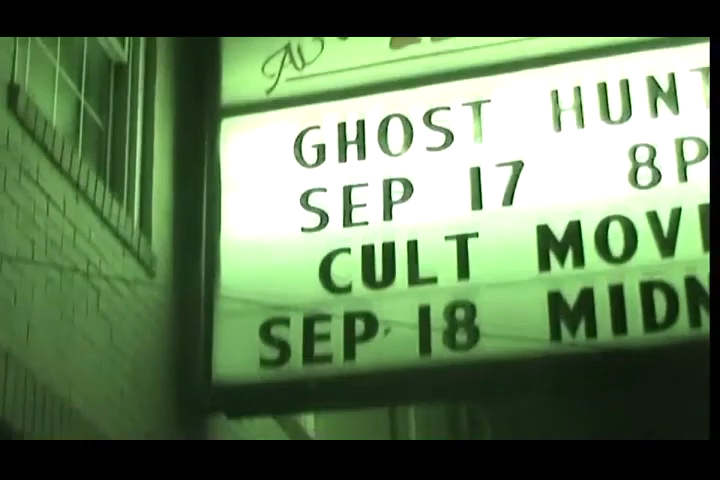 GHOST HUNT
SEP 17 8P
CULT MOVI
SEP 18 MIDN